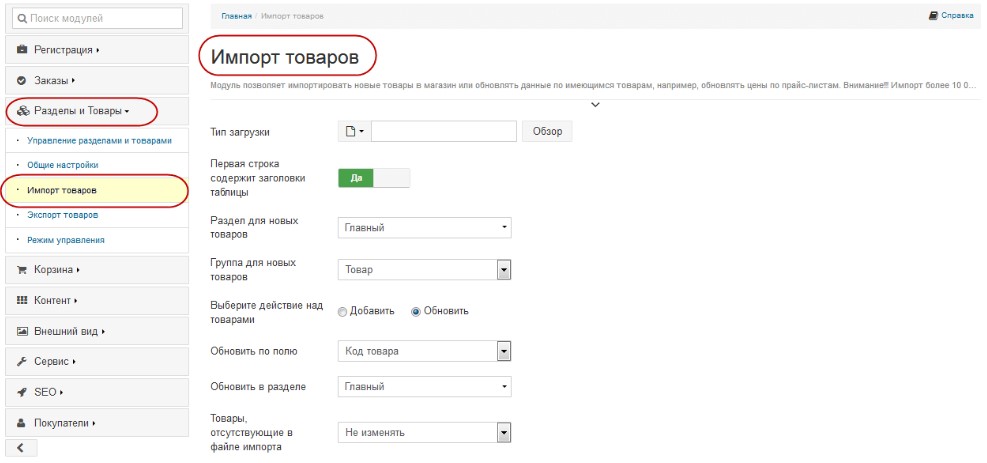 Поиск модулей
Регистрация
Заказы
Разделы и Товары
Управление разделами и товарами
Общие настройки
Импорт товаров
Экспорт товаров
Режим управления
Корзина
Контент
Внешний вид
Сервис
SEO
Покупатели
Главная / Импорт товаров
Справка
Импорт товаров
Модуль позволяет импортировать новые товары в магазин или обновлять данные по имеющимся товарам, например, обновлять цены по прайс-листам. Внимание!!! Импорт более 10 0...
Тип загрузки
Обзор
Первая строка
содержит заголовки
таблицы
Да
Раздел для новых
товаров
Главный
Группа для новых
товаров
Товар
Выберите действие над
товарами
Добавить
Обновить
Обновить по полю
Код товара
Обновить в разделе
Главный
Товары,
отсутствующие в
файле импорта
Не изменять